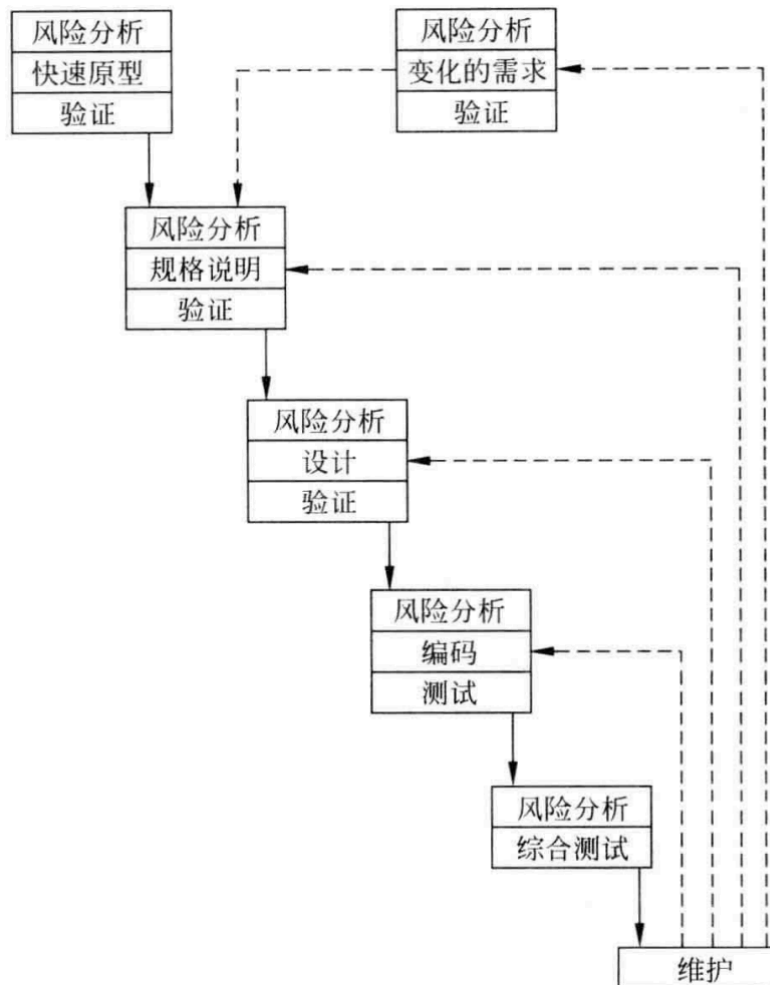 风险分析
快速原型
验证
风险分析
变化的需求
验证
风险分析
规格说明
验证
风险分析
设计
验证
风险分析
编码
测试
风险分析
综合测试
维护